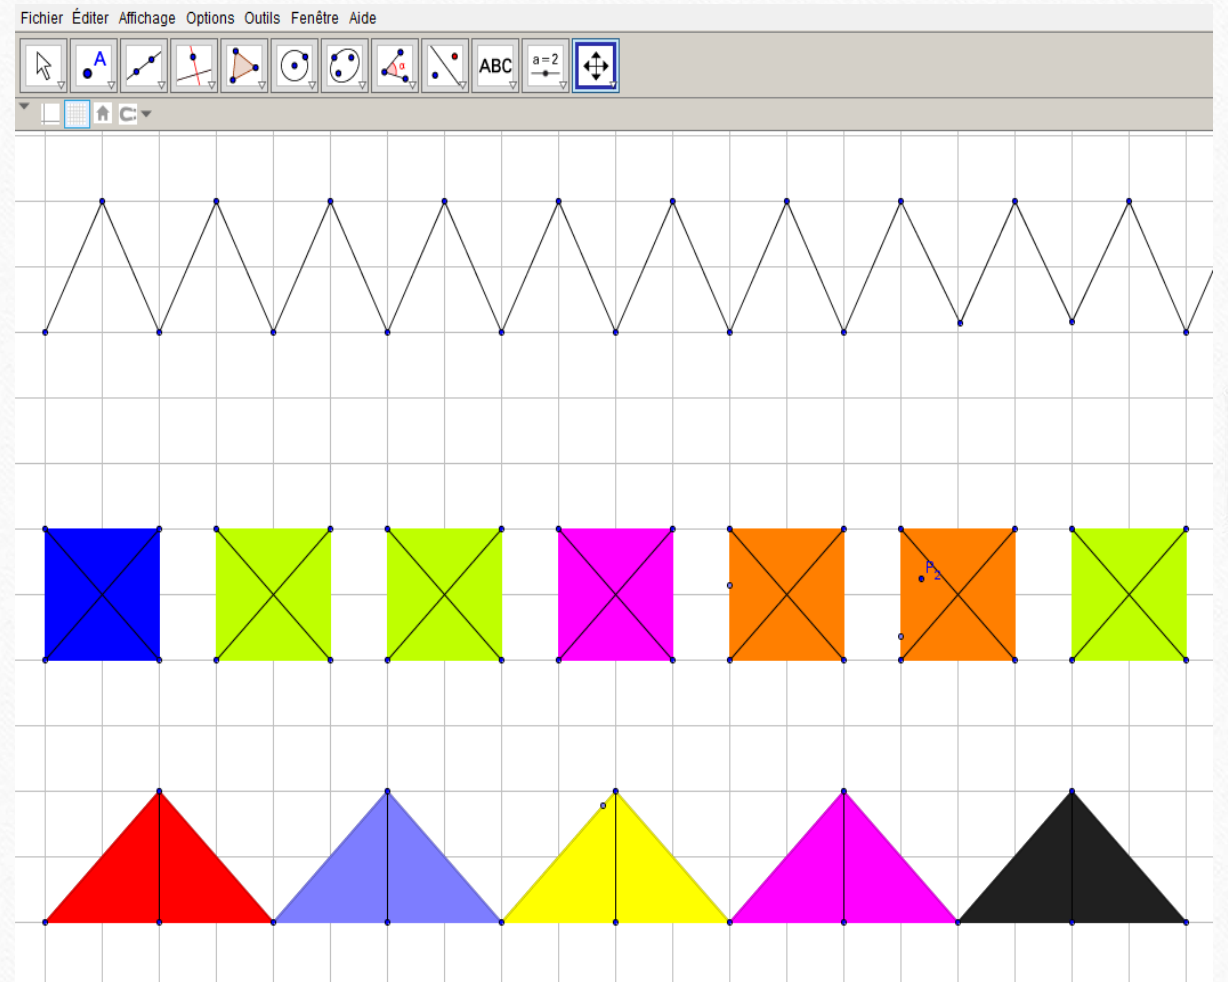 Fichier Éditer Affichage Options Outils Fenêtre Aide
A α ABC a=2
P₂